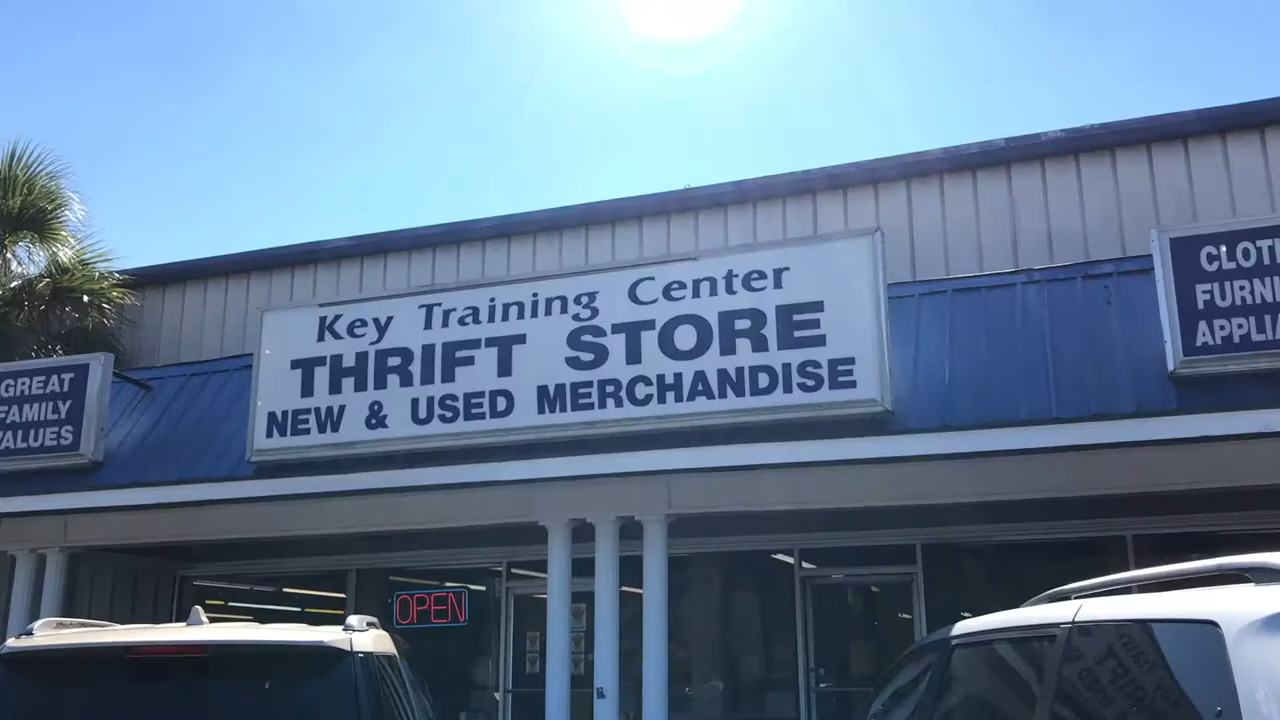 GREAT
FAMILY
VALUES
Key Training Center
THRIFT STORE
NEW & USED MERCHANDISE
OPEN